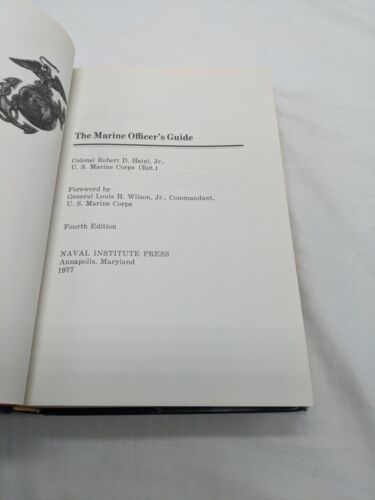 The Marine Officer's Guide
Colonel Robert D. Heinl, Jr.,
U. S. Marine Corps (Ret.)
Foreword by
General Louis H. Wilson, Jr., Commandant,
U. S. Marine Corps
Fourth Edition
NAVAL INSTITUTE PRESS
Annapolis, Maryland
1977